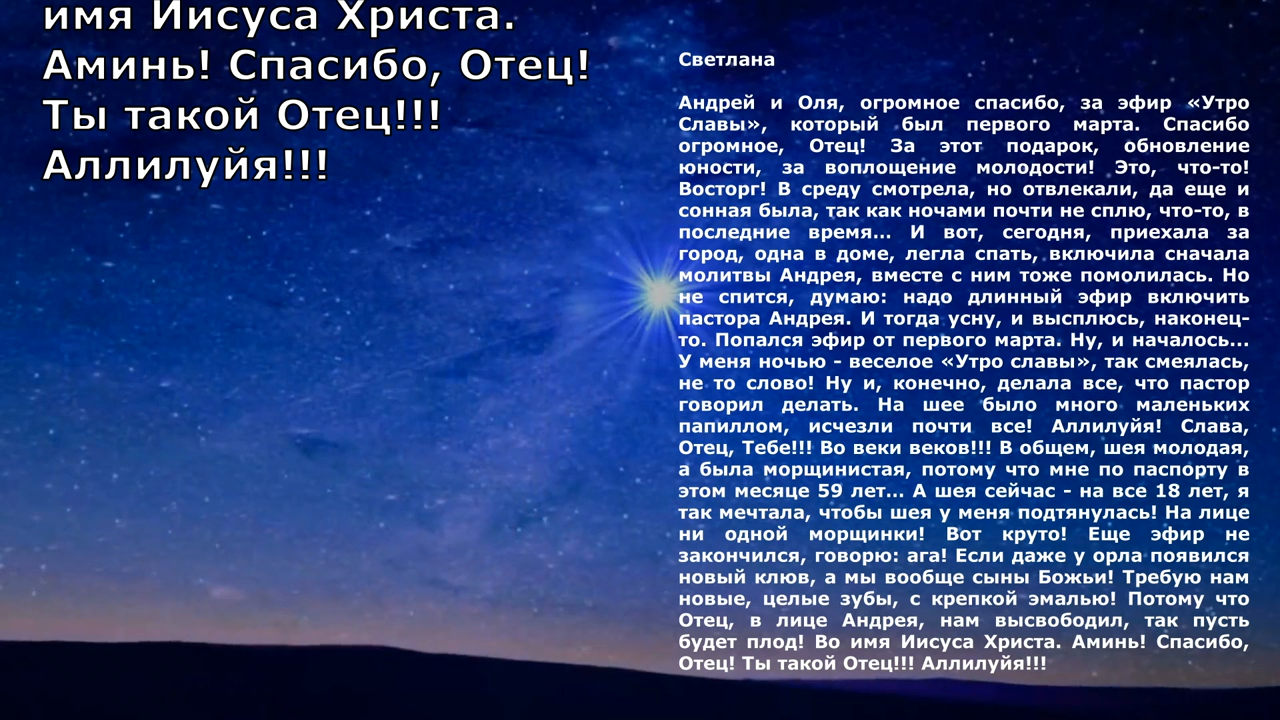 имя Иисуса Христа.
Аминь! Спасибо, Отец!
Ты такой Отец!!!
Аллилуйя!!!
Светлана
Андрей и Оля, огромное спасибо, за эфир «Утро
Славы», который был первого марта. Спасибо
огромное, Отец! За этот подарок, обновление
юности, за воплощение молодости! Это, что-то!
Восторг! В среду смотрела, но отвлекали, да еще и
сонная была, так как ночами почти не сплю, что-то, в
последние время... И вот, сегодня, приехала за
город, одна в доме, легла спать, включила сначала
молитвы Андрея, вместе с ним тоже помолилась. Но
не спится, думаю: надо длинный эфир включить
пастора Андрея. И тогда усну, и высплюсь, наконец-
то. Попался эфир от первого марта. Ну, и началось...
У меня ночью - веселое «Утро славы», так смеялась,
не то слово! Ну и, конечно, делала все, что пастор
говорил делать. На шее было много маленьких
папиллом, исчезли почти все! Аллилуйя! Слава,
Отец, Тебе!!! Во веки веков!!! В общем, шея молодая,
а была морщинистая, потому что мне по паспорту в
этом месяце 59 лет... А шея сейчас - на все 18 лет, я
так мечтала, чтобы шея у меня подтянулась! На лице
ни одной морщинки! Вот круто! Еще эфир не
закончился, говорю: ага! Если даже у орла появился
новый клюв, а мы вообще сыны Божьи! Требую нам
новые, целые зубы, с крепкой эмалью! Потому что
Отец, в лице Андрея, нам высвободил, так пусть
будет плод! Во имя Иисуса Христа. Аминь! Спасибо,
Отец! Ты такой Отец!!! Аллилуйя!!!